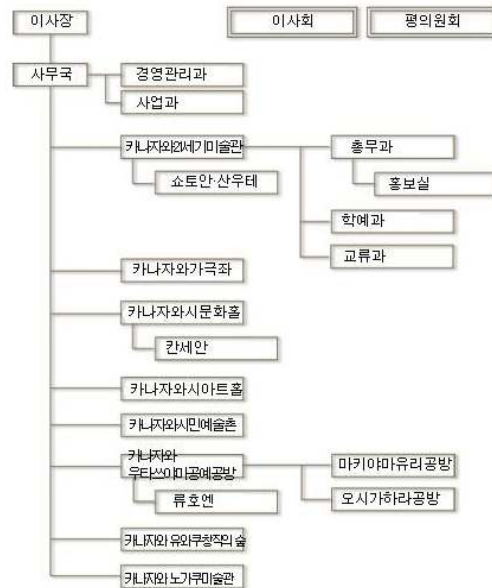 이사장
이사회
평의원회
사무국
경영관리과
사업과
카나자와21세기미술관
총무과
쇼토안·산우테
홍보실
학예과
교류과
카나자와가극좌
카나자와시문화홀
칸세안
카나자와시아트홀
카나자와시민예술촌
카나자와
우타쓰야마공예공방
마키야마유리공방
류호엔
오시가하라공방
카나자와 유와쿠창작의 숲
카나자와 노가쿠미술관